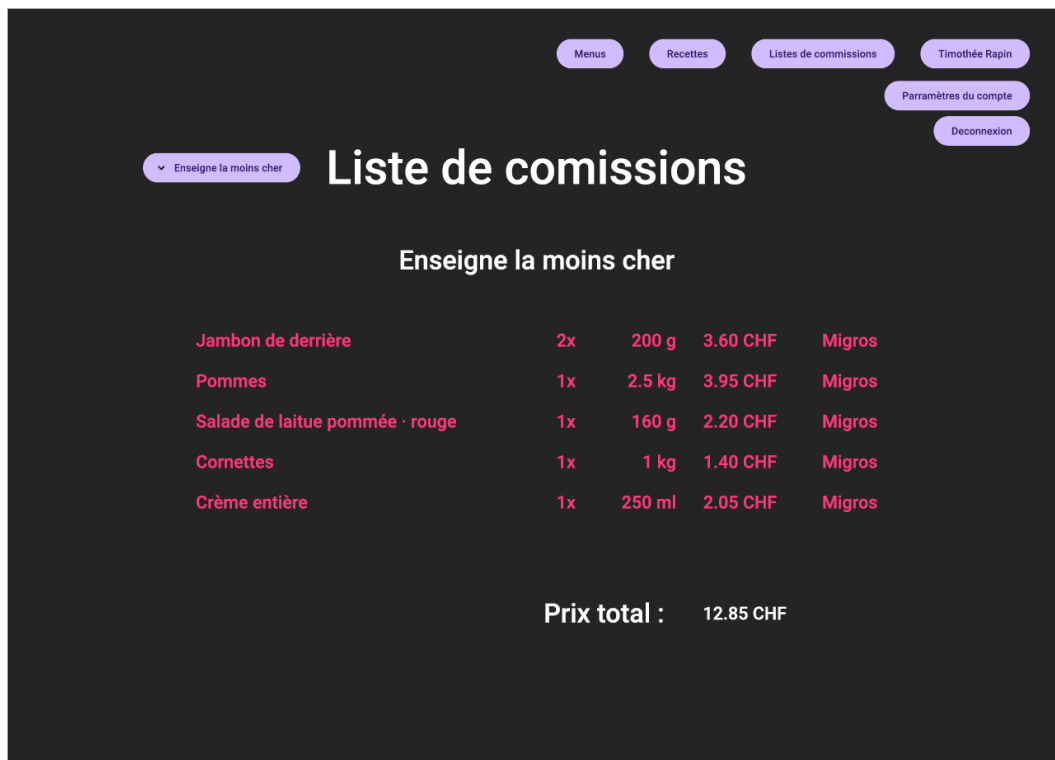 Menus Recettes Listes de commissions Timothée Rapin
Parramètres du compte
Deconnexion
Enseigne la moins cher
Liste de comissions
Enseigne la moins cher
Jambon de derrière 2x 200 g 3.60 CHF Migros
Pommes 1x 2.5 kg 3.95 CHF Migros
Salade de laitue pommée · rouge 1x 160 g 2.20 CHF Migros
Cornettes 1x 1 kg 1.40 CHF Migros
Crème entière 1x 250 ml 2.05 CHF Migros
Prix total : 12.85 CHF